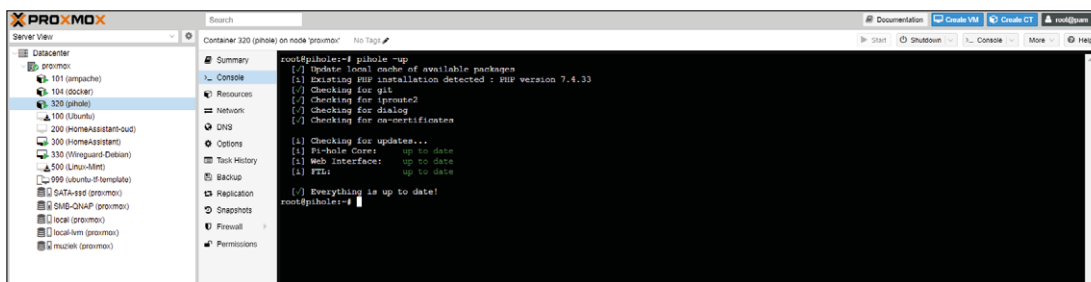 PROXMOX
Search
Documentation
Create VM
Create CT
root@pam
Server View
Container 320 (pihole) on node 'proxmox'
No Tags
Start
Shutdown
Console
More
Help
Datacenter
proxmox
101 (ampache)
104 (docker)
320 (pihole)
100 (Ubuntu)
200 (HomeAssistant-oud)
300 (HomeAssistant)
330 (Wireguard-Debian)
500 (Linux-Mint)
999 (ubuntu-tf-template)
SATA-ssd (proxmox)
SMB-QNAP (proxmox)
local (proxmox)
local-lvm (proxmox)
muziek (proxmox)
Summary
Console
Resources
Network
DNS
Options
Task History
Backup
Replication
Snapshots
Firewall
Permissions
root@pihole:~# pihole -up
[✓] Update local cache of available packages
[i] Existing PHP installation detected : PHP version 7.4.33
[✓] Checking for git
[✓] Checking for iproute2
[✓] Checking for dialog
[✓] Checking for ca-certificates
[i] Checking for updates...
[i] Pi-hole Core: up to date
[i] Web Interface: up to date
[i] FTL: up to date
[✓] Everything is up to date!
root@pihole:~#